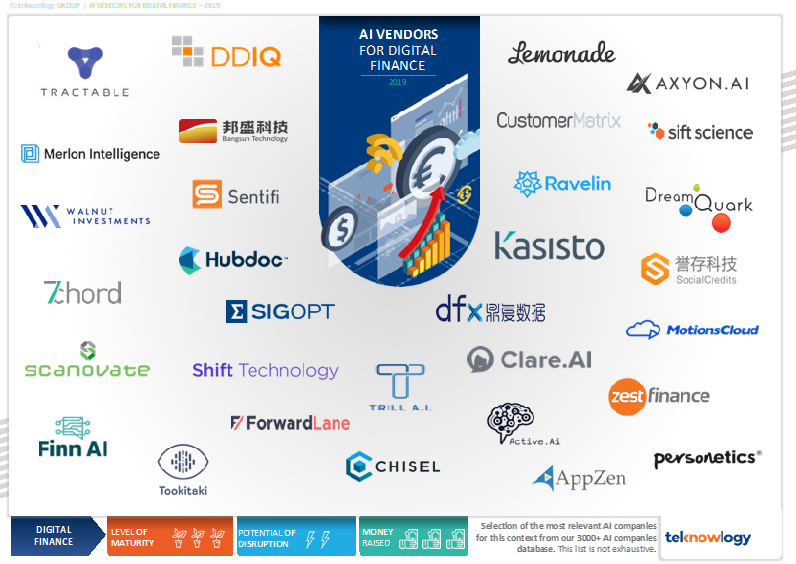 © teknowlogy GROUP | AI VENDORS FOR DIGITAL FINANCE – 2019
AI VENDORS
FOR DIGITAL
FINANCE
2019
TRACTABLE
DDIQ
Lemonade
AXYON.AI
邦盛科技
Bangsun Technology
CustomerMatrix
sift science
Merlon Intelligence
Sentifi
Ravelin
DreamQuark
WALNUT
INVESTMENTS
Hubdoc™
Kasisto
誉存科技
SocialCredits
7chord
SIGOPT
dfx鼎复数据
MotionsCloud
scanovate
Shift Technology
TRILL A.I.
Clare.AI
zestfinance
Finn AI
ForwardLane
Active.Ai
Tookitaki
CHISEL
AppZen
personetics®
DIGITAL
FINANCE
LEVEL OF
MATURITY
POTENTIAL OF
DISRUPTION
MONEY
RAISED
Selection of the most relevant AI companies
for this context from our 3000+ AI companies
database. This list is not exhaustive.
teknowlogy